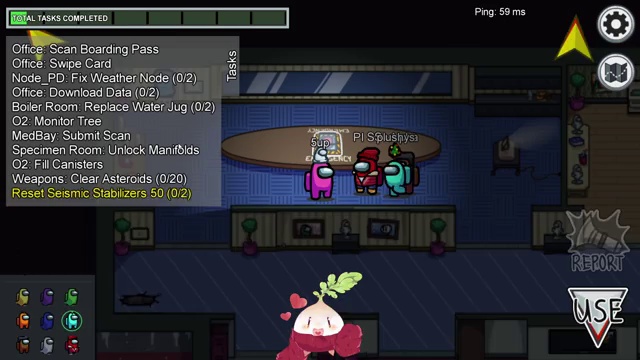 TOTAL TASKS COMPLETED
Ping: 59 ms
Tasks
Office: Scan Boarding Pass
Office: Swipe Card
Node_PD: Fix Weather Node (0/2)
Office: Download Data (0/2)
Boiler Room: Replace Water Jug (0/2)
O2: Monitor Tree
MedBay: Submit Scan
Specimen Room: Unlock Manifolds
O2: Fill Canisters
Weapons: Clear Asteroids (0/20)
Reset Seismic Stabilizers 50 (0/2)
5up
REPORT
USE